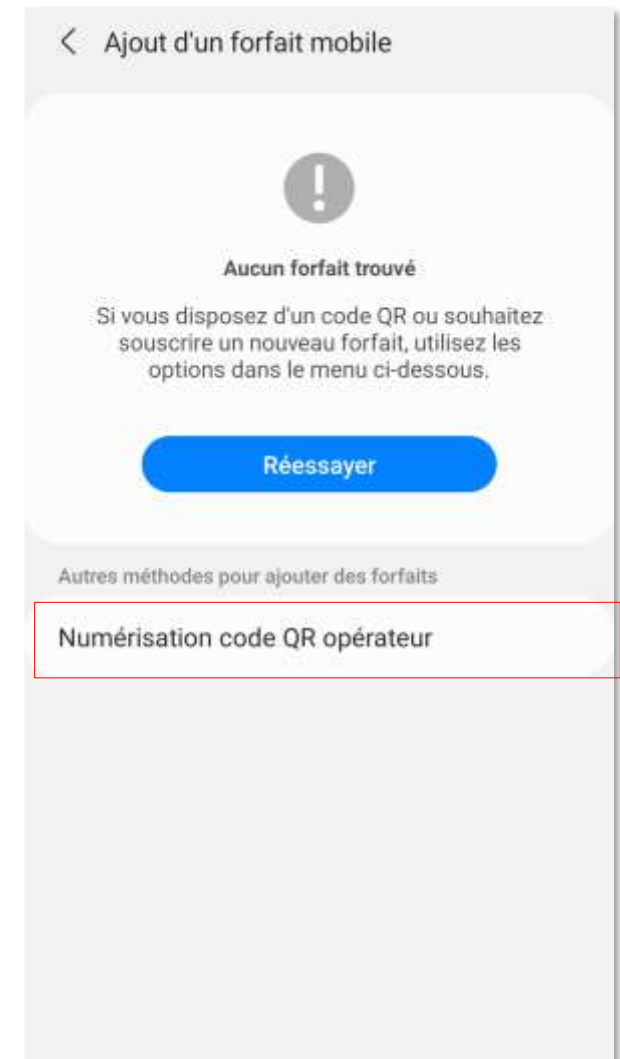 Ajout d'un forfait mobile
Aucun forfait trouvé
Si vous disposez d'un code QR ou souhaitez
souscrire un nouveau forfait, utilisez les
options dans le menu ci-dessous.
Réessayer
Autres méthodes pour ajouter des forfaits
Numérisation code QR opérateur